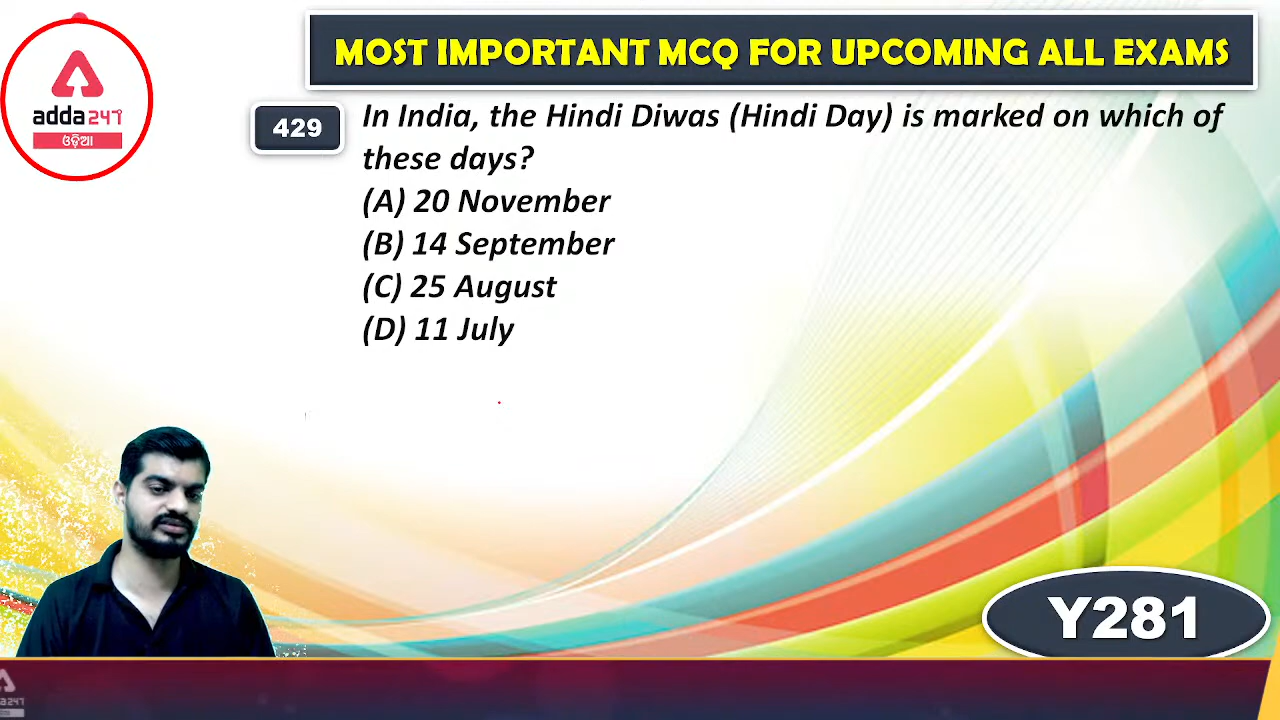 MOST IMPORTANT MCQ FOR UPCOMING ALL EXAMS
adda247
ଓଡ଼ିଆ
429
In India, the Hindi Diwas (Hindi Day) is marked on which of
these days?
(A) 20 November
(B) 14 September
(C) 25 August
(D) 11 July
Y281